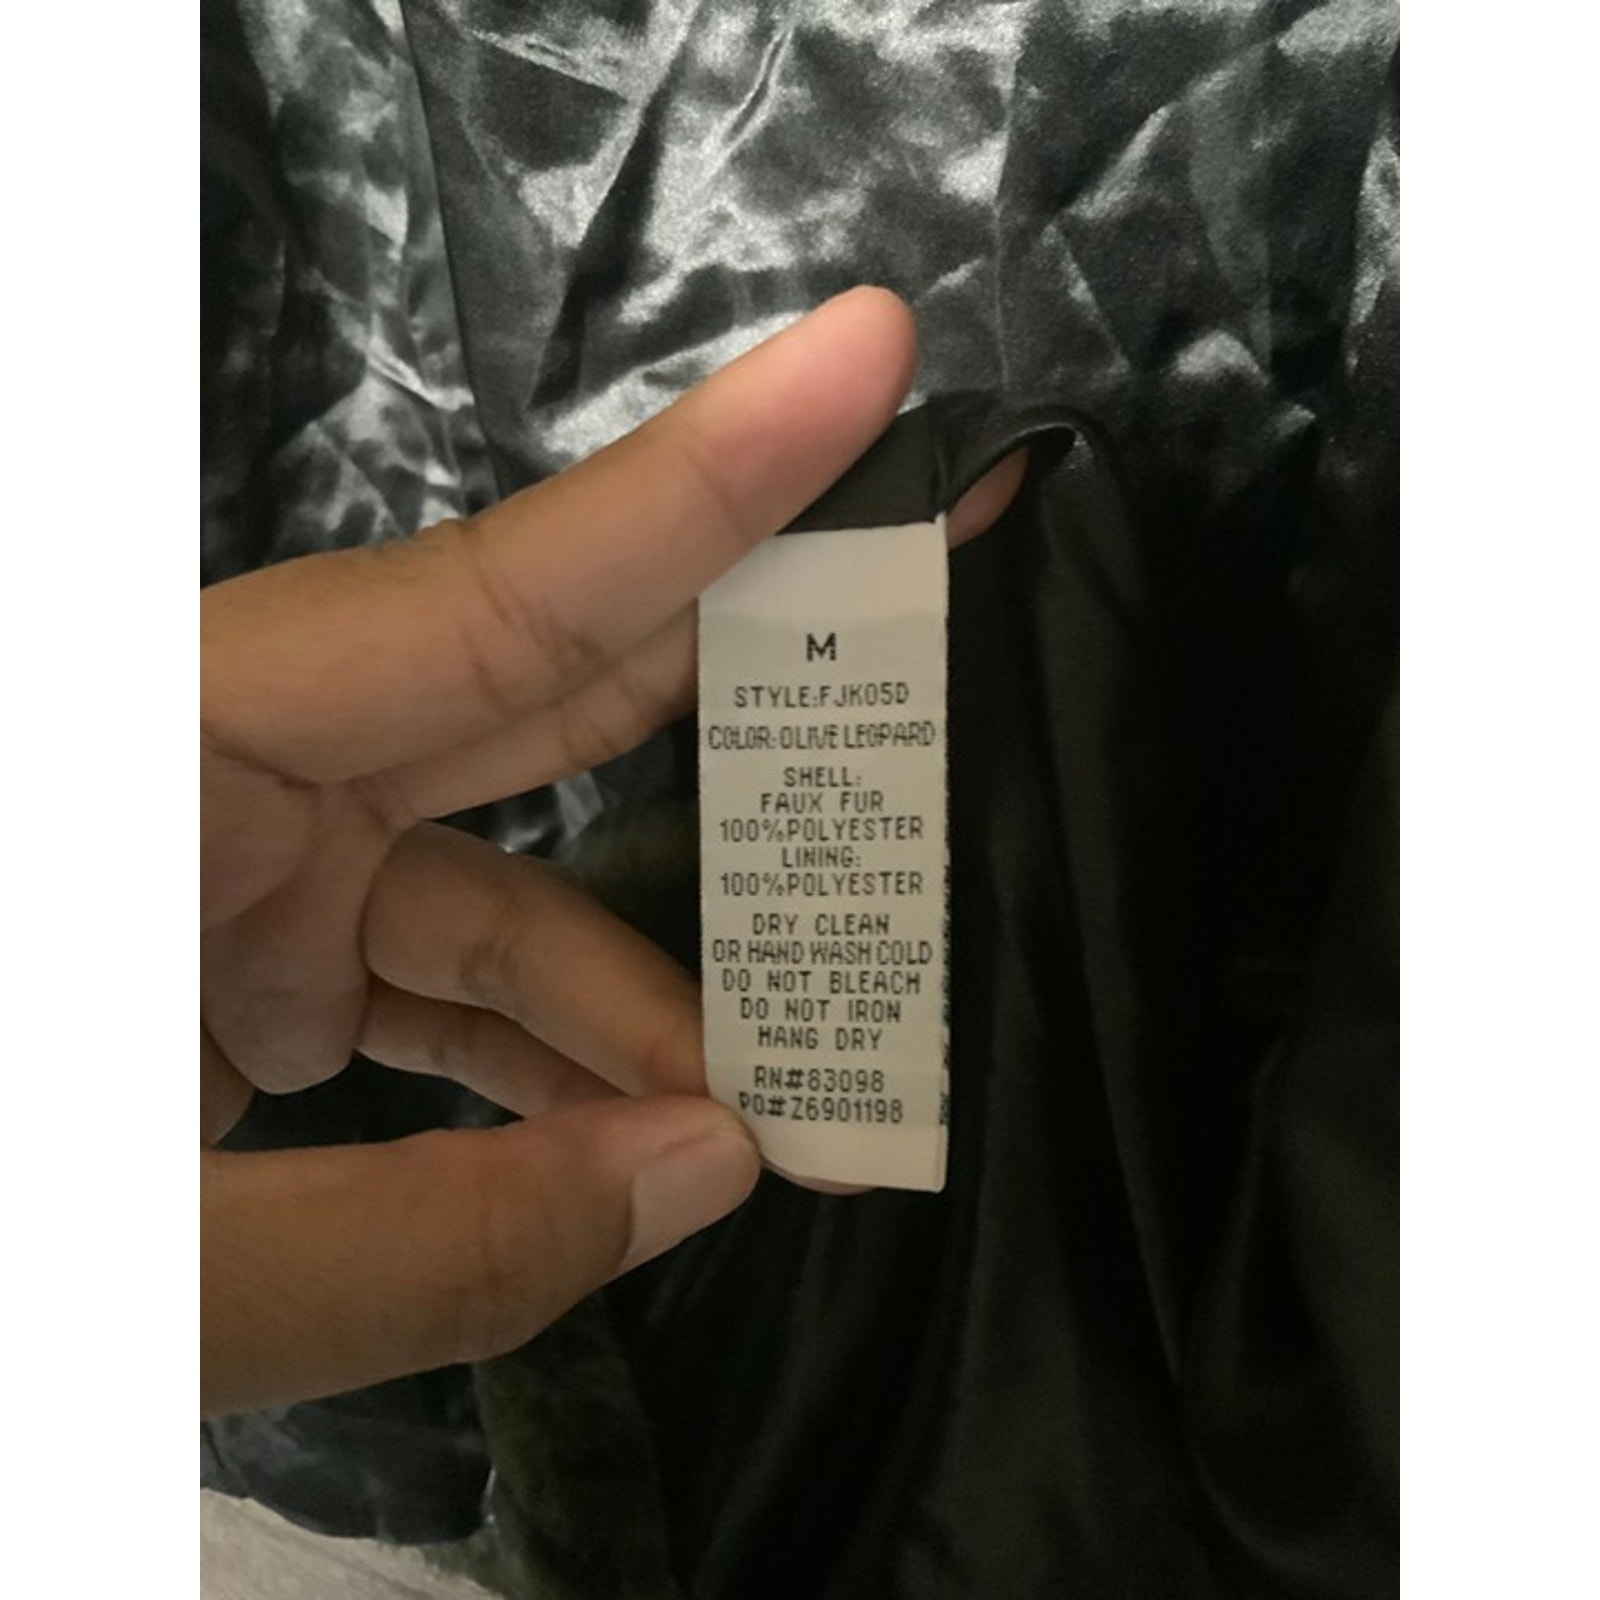 M
STYLE:FJK05D
COLOR:OLIVE LEOPARD
SHELL:
FAUX FUR
100%POLYESTER
LINING:
100%POLYESTER
DRY CLEAN
OR HAND WASH COLD
DO NOT BLEACH
DO NOT IRON
HANG DRY
RN#83098
PO#Z6901198